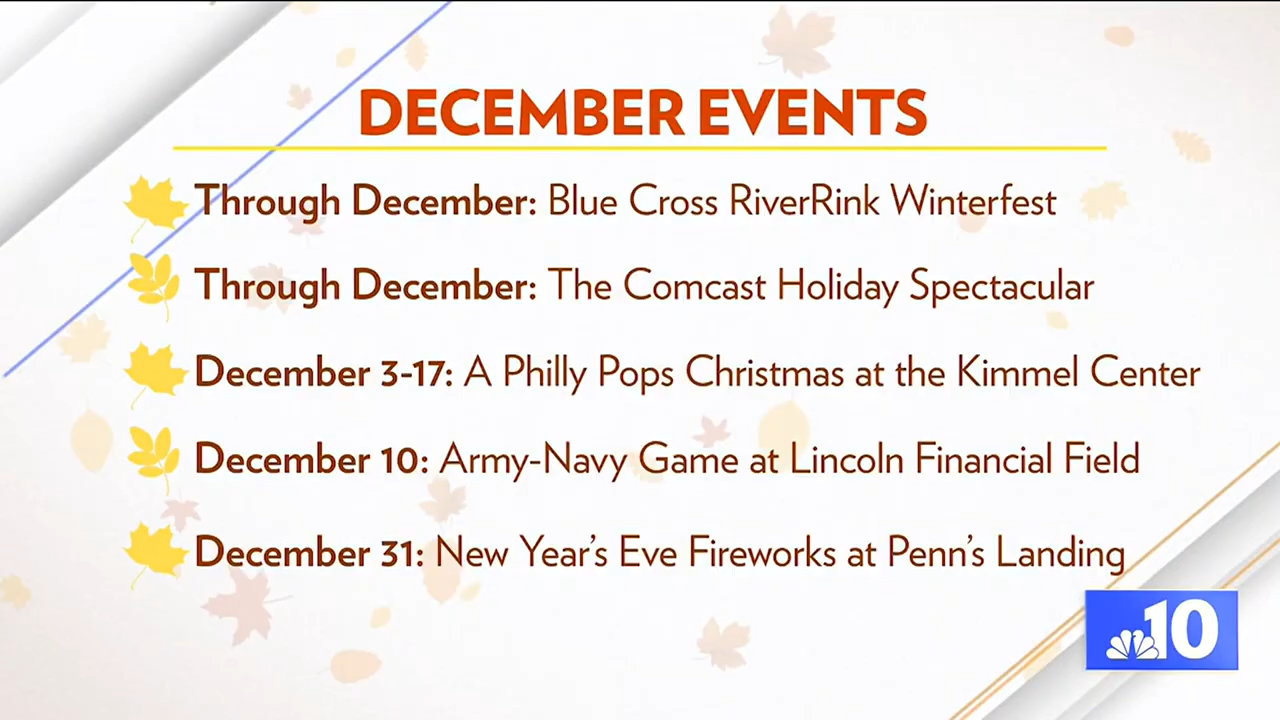 DECEMBER EVENTS
Through December: Blue Cross RiverRink Winterfest
Through December: The Comcast Holiday Spectacular
December 3-17: A Philly Pops Christmas at the Kimmel Center
December 10: Army-Navy Game at Lincoln Financial Field
December 31: New Year's Eve Fireworks at Penn's Landing
10